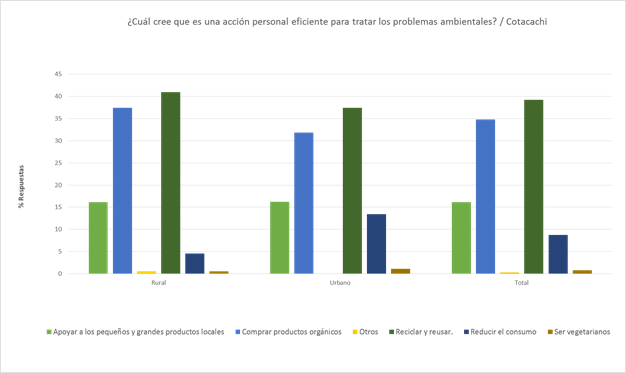 ¿Cuál cree que es una acción personal eficiente para tratar los problemas ambientales? / Cotacachi
45
40
35
30
25
20
15
10
5
0
% Respuestas
Rural Urbano Total
Apoyar a los pequeños y grandes productos locales Comprar productos orgánicos Otros Reciclar y reusar. Reducir el consumo Ser vegetarianos